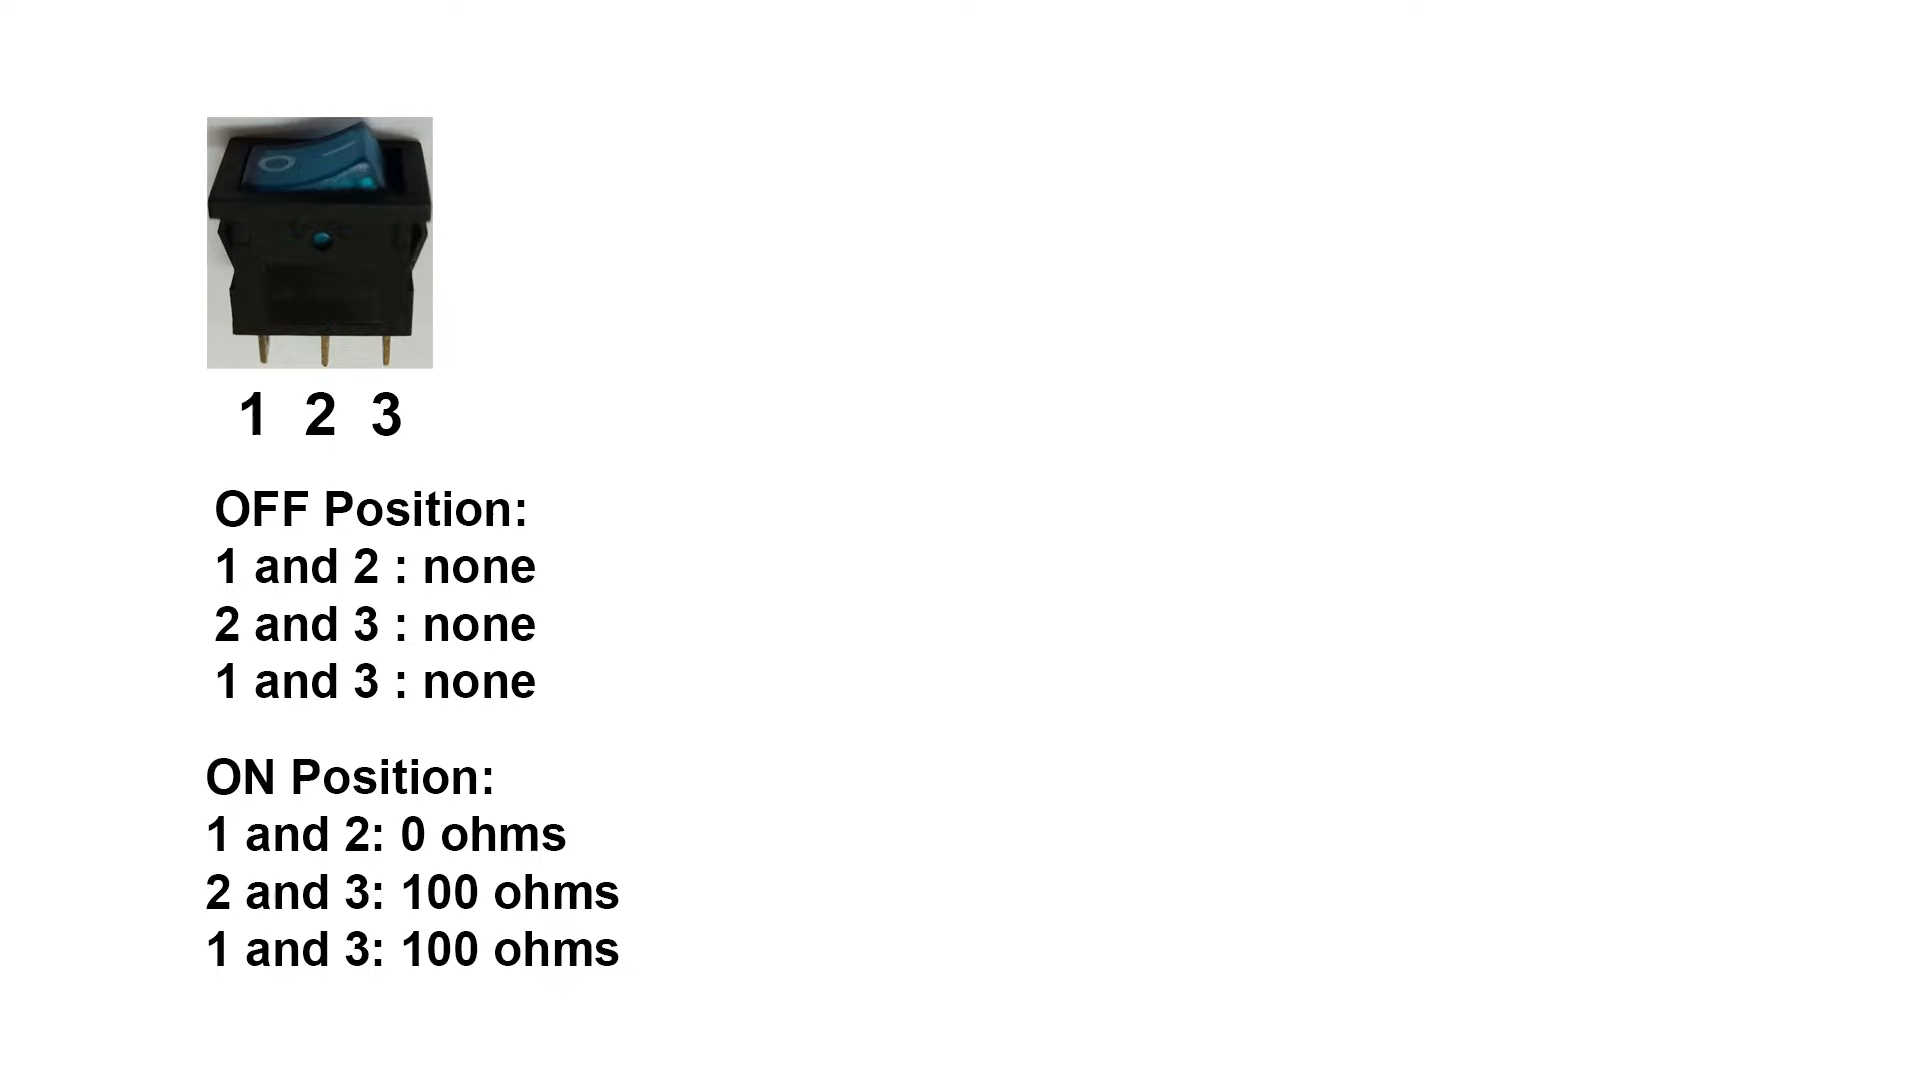 O —
1 2 3
OFF Position:
1 and 2 : none
2 and 3 : none
1 and 3 : none
ON Position:
1 and 2: 0 ohms
2 and 3: 100 ohms
1 and 3: 100 ohms